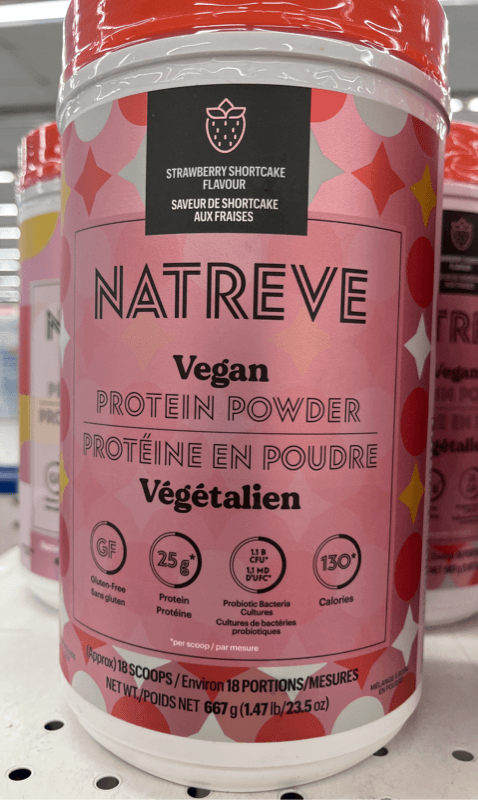 STRAWBERRY SHORTCAKE
FLAVOUR
SAVEUR DE SHORTCAKE
AUX FRAISES
NATREVE
Vegan
PROTEIN POWDER
PROTÉINE EN POUDRE
Végétalien
GF
Gluten-Free
Sans gluten
25g*
Protein
Protéine
1.1 B
CFU*
1,1 MD
D'UFC*
Probiotic Bacteria
Cultures
Cultures de bactéries
probiotiques
130*
Calories
*per scoop / par mesure
(Approx) 18 SCOOPS / Environ 18 PORTIONS/MESURES
NET WT./POIDS NET 667 g (1.47 lb/23.5 oz)